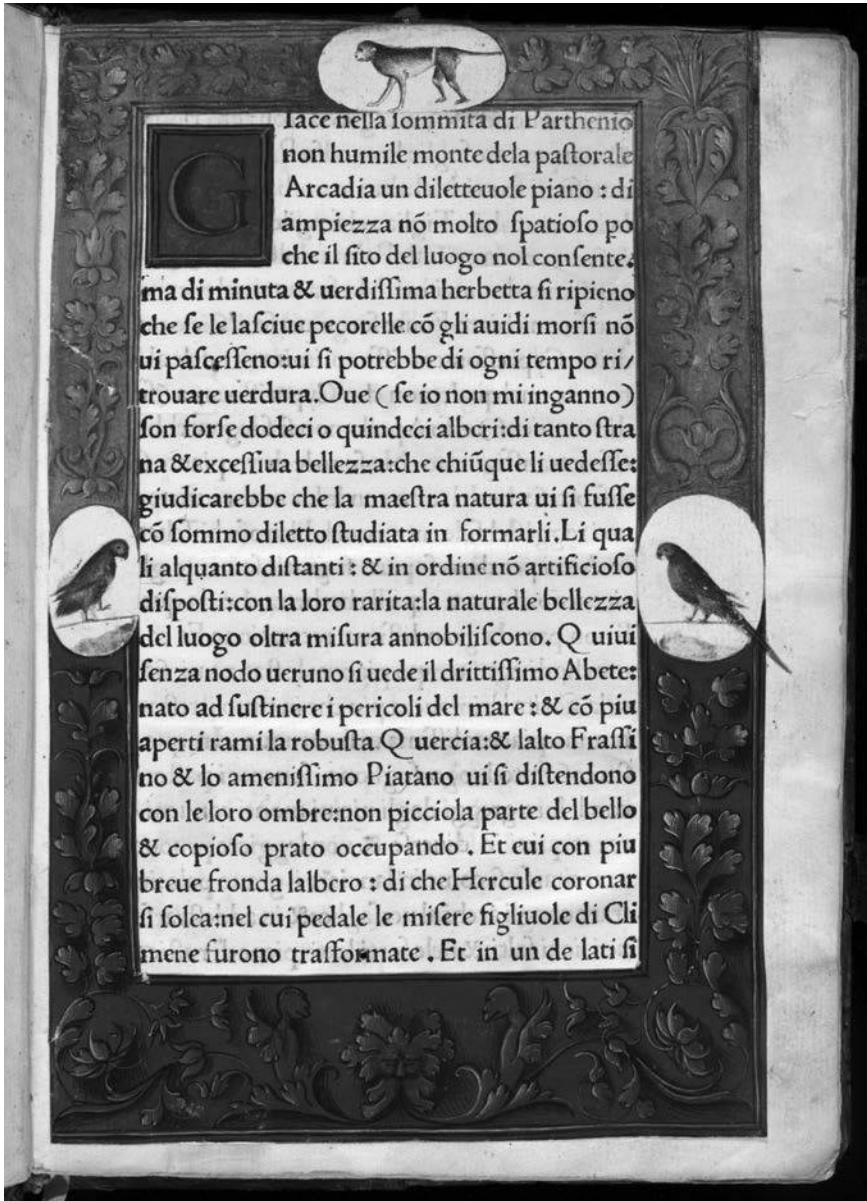 G
Iace nella ſommita di Parthenio
non humile monte dela paſtorale
Arcadia un diletteuole piano : di
ampiezza nõ molto ſpatioſo po
che il ſito del luogo nol conſente.
ma di minuta & uerdiſſima herbetta ſi ripieno
che ſe le laſciue pecorelle cõ gli auidi morſi nõ
ui paſceſſeno:ui ſi potrebbe di ogni tempo ri/
trouare uerdura.Oue ( ſe io non mi inganno)
ſon forſe dodeci o quindeci alberi:di tanto ſtra
na &exceſſiua bellezza:che chiũque li uedeſſe:
giudicarebbe che la maeſtra natura ui ſi fuſſe
cõ ſommo diletto ſtudiata in formarli.Li qua
li alquanto diſtanti : & in ordine nõ artificioſo
diſpoſti:con la loro rarita:la naturale bellezza
del luogo oltra miſura annobiliſcono. Q uiui
ſenza nodo ueruno ſi uede il drittiſſimo Abete:
nato ad ſuſtinere i pericoli del mare : & cõ piu
aperti rami la robuſta Q uercia:& lalto Fraſſi
no & lo ameniſſimo Platano ui ſi diſtendono
con le loro ombre:non picciola parte del bello
& copioſo prato occupando . Et eui con piu
breue fronda lalbero : di che Hercule coronar
ſi ſolea:nel cui pedale le miſere figliuole di Cli
mene furono traſformate . Et in un de lati ſi